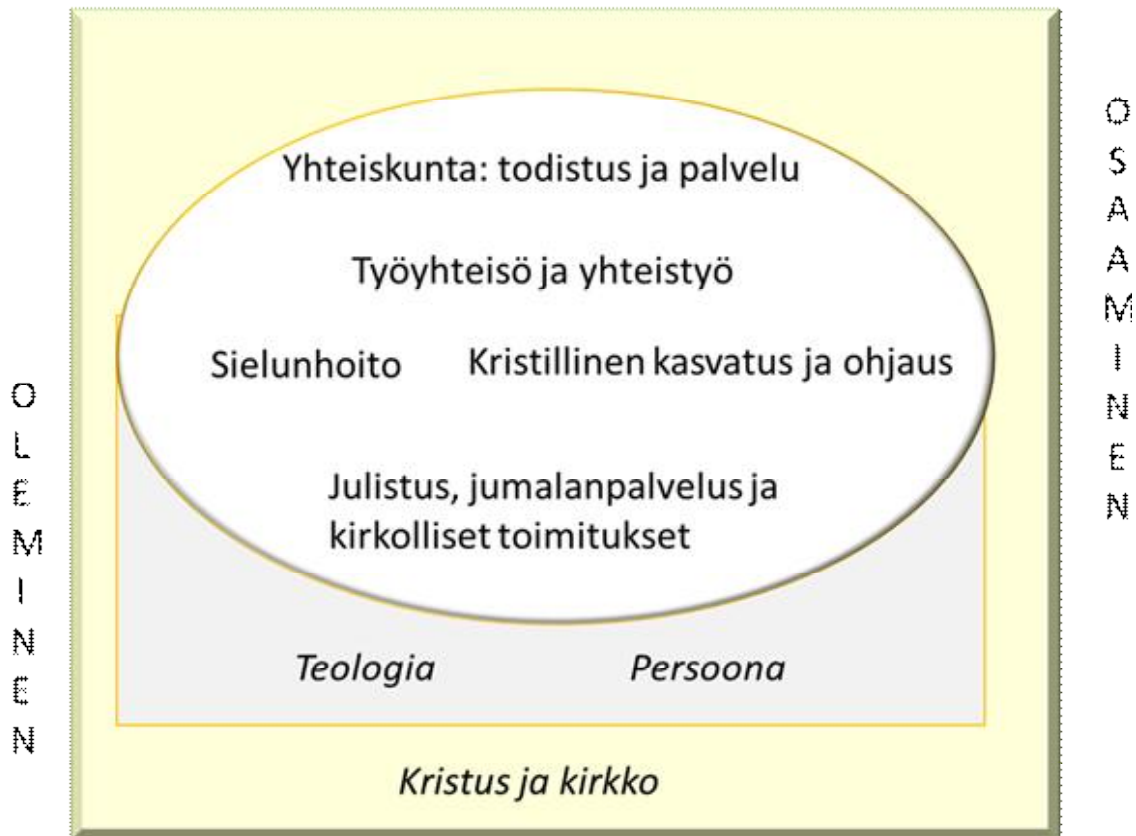 Yhteiskunta: todistus ja palvelu
Työyhteisö ja yhteistyö
Sielunhoito
Kristillinen kasvatus ja ohjaus
Julistus, jumalanpalvelus ja
kirkolliset toimitukset
Teologia
Persoona
Kristus ja kirkko
OLEMINEN
OSAAMINEN